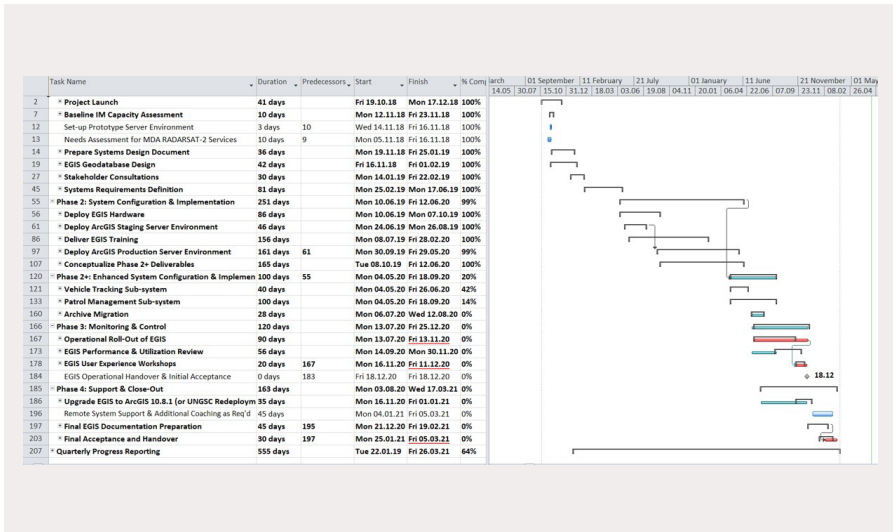 Task Name Duration Predecessors Start Finish % Comp
arch 01 September 11 February 21 July 01 January 11 June 21 November 01 May
14.05 30.07 15.10 31.12 18.03 03.06 19.08 04.11 20.01 06.04 22.06 07.09 23.11 08.02 26.04
2 Project Launch 41 days Fri 19.10.18 Mon 17.12.18 100%
7 Baseline IM Capacity Assessment 10 days Mon 12.11.18 Fri 23.11.18 100%
12 Set-up Prototype Server Environment 3 days 10 Wed 14.11.18 Fri 16.11.18 100%
13 Needs Assessment for MDA RADARSAT-2 Services 10 days 9 Mon 05.11.18 Fri 16.11.18 100%
14 Prepare Systems Design Document 36 days Mon 19.11.18 Fri 25.01.19 100%
19 EGIS Geodatabase Design 42 days Fri 16.11.18 Fri 01.02.19 100%
27 Stakeholder Consultations 30 days Mon 14.01.19 Fri 22.02.19 100%
45 Systems Requirements Definition 81 days Mon 25.02.19 Mon 17.06.19 100%
55 Phase 2: System Configuration & Implementation 251 days Mon 10.06.19 Fri 12.06.20 99%
56 Deploy EGIS Hardware 86 days Mon 10.06.19 Mon 07.10.19 100%
61 Deploy ArcGIS Staging Server Environment 46 days Mon 24.06.19 Mon 26.08.19 100%
86 Deliver EGIS Training 156 days Mon 08.07.19 Fri 28.02.20 100%
97 Deploy ArcGIS Production Server Environment 161 days 61 Mon 30.09.19 Fri 29.05.20 99%
107 Conceptualize Phase 2+ Deliverables 165 days Tue 08.10.19 Fri 12.06.20 100%
120 Phase 2+: Enhanced System Configuration & Implemen 100 days 55 Mon 04.05.20 Fri 18.09.20 20%
121 Vehicle Tracking Sub-system 40 days Mon 04.05.20 Fri 26.06.20 42%
133 Patrol Management Sub-system 100 days Mon 04.05.20 Fri 18.09.20 14%
160 Archive Migration 28 days Mon 06.07.20 Wed 12.08.20 0%
166 Phase 3: Monitoring & Control 120 days Mon 13.07.20 Fri 25.12.20 0%
167 Operational Roll-Out of EGIS 90 days Mon 13.07.20 Fri 13.11.20 0%
173 EGIS Performance & Utilization Review 56 days Mon 14.09.20 Mon 30.11.20 0%
178 EGIS User Experience Workshops 20 days 167 Mon 16.11.20 Fri 11.12.20 0%
184 EGIS Operational Handover & Initial Acceptance 0 days 183 Fri 18.12.20 Fri 18.12.20 0% 18.12
185 Phase 4: Support & Close-Out 163 days Mon 03.08.20 Wed 17.03.21 0%
186 Upgrade EGIS to ArcGIS 10.8.1 (or UNGSC Redeploym 35 days Mon 16.11.20 Fri 01.01.21 0%
196 Remote System Support & Additional Coaching as Req'd 45 days Mon 04.01.21 Fri 05.03.21 0%
197 Final EGIS Documentation Preparation 45 days 195 Mon 21.12.20 Fri 19.02.21 0%
203 Final Acceptance and Handover 30 days 197 Mon 25.01.21 Fri 05.03.21 0%
207 Quarterly Progress Reporting 555 days Tue 22.01.19 Fri 26.03.21 64%